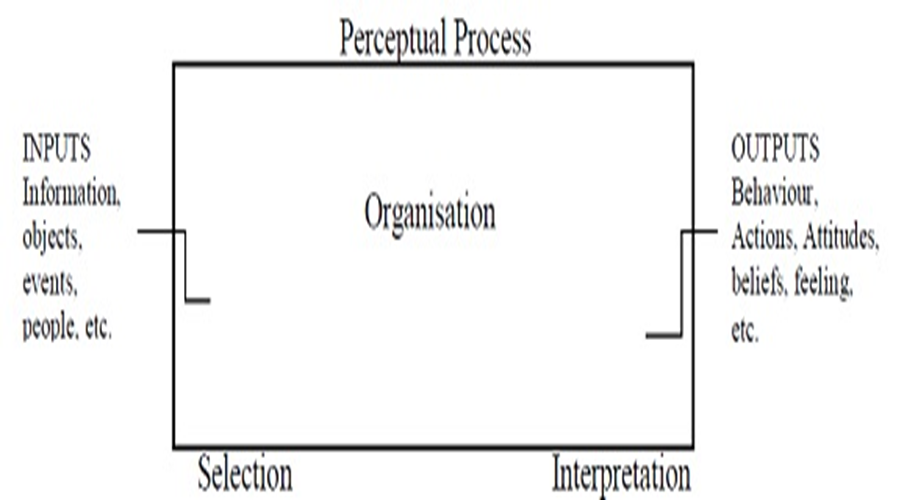 Perceptual Process
INPUTS
Information,
objects,
events,
people, etc.
Organisation
OUTPUTS
Behaviour,
Actions, Attitudes,
beliefs, feeling,
etc.
Selection
Interpretation